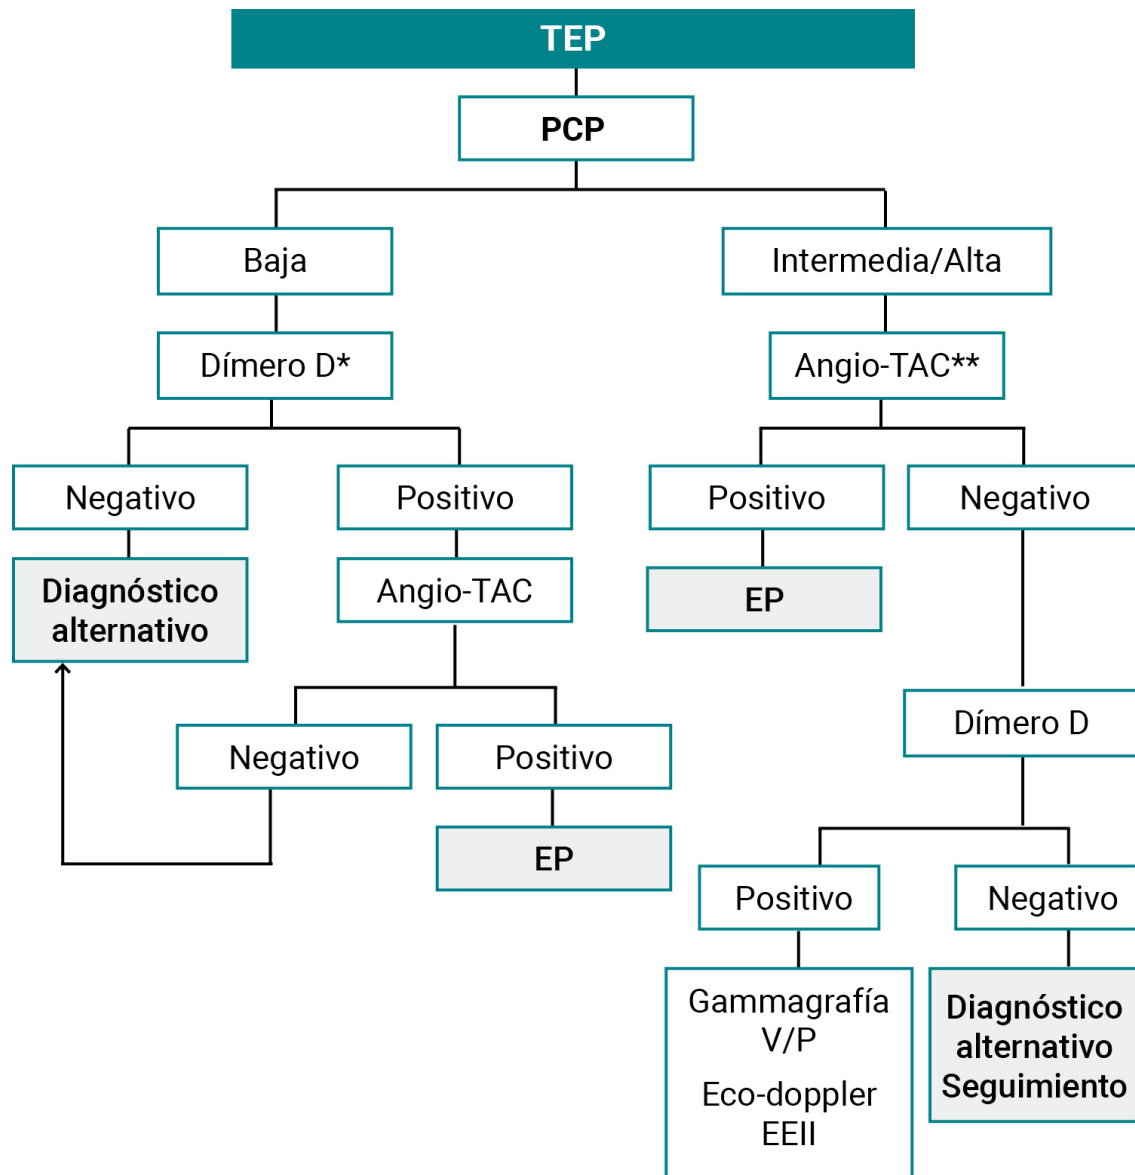 TEP
PCP
Baja
Intermedia/Alta
Dímero D*
Angio-TAC**
Negativo
Positivo
Positivo
Negativo
Diagnóstico
alternativo
Angio-TAC
EP
Negativo
Positivo
Dímero D
EP
Positivo
Negativo
Gammagrafía
V/P
Eco-doppler
EEII
Diagnóstico
alternativo
Seguimiento